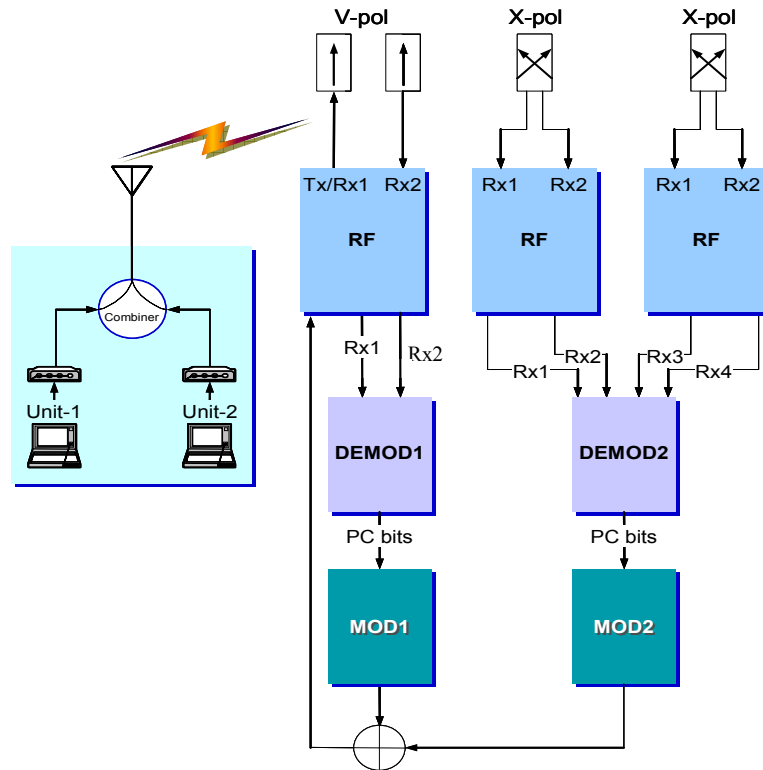 V-pol
X-pol
X-pol
Tx/Rx1 Rx2
RF
Rx1 Rx2
RF
Rx1 Rx2
RF
Combiner
Unit-1
Unit-2
Rx1
Rx2
Rx1
Rx2
Rx3
Rx4
DEMOD1
DEMOD2
PC bits
PC bits
MOD1
MOD2